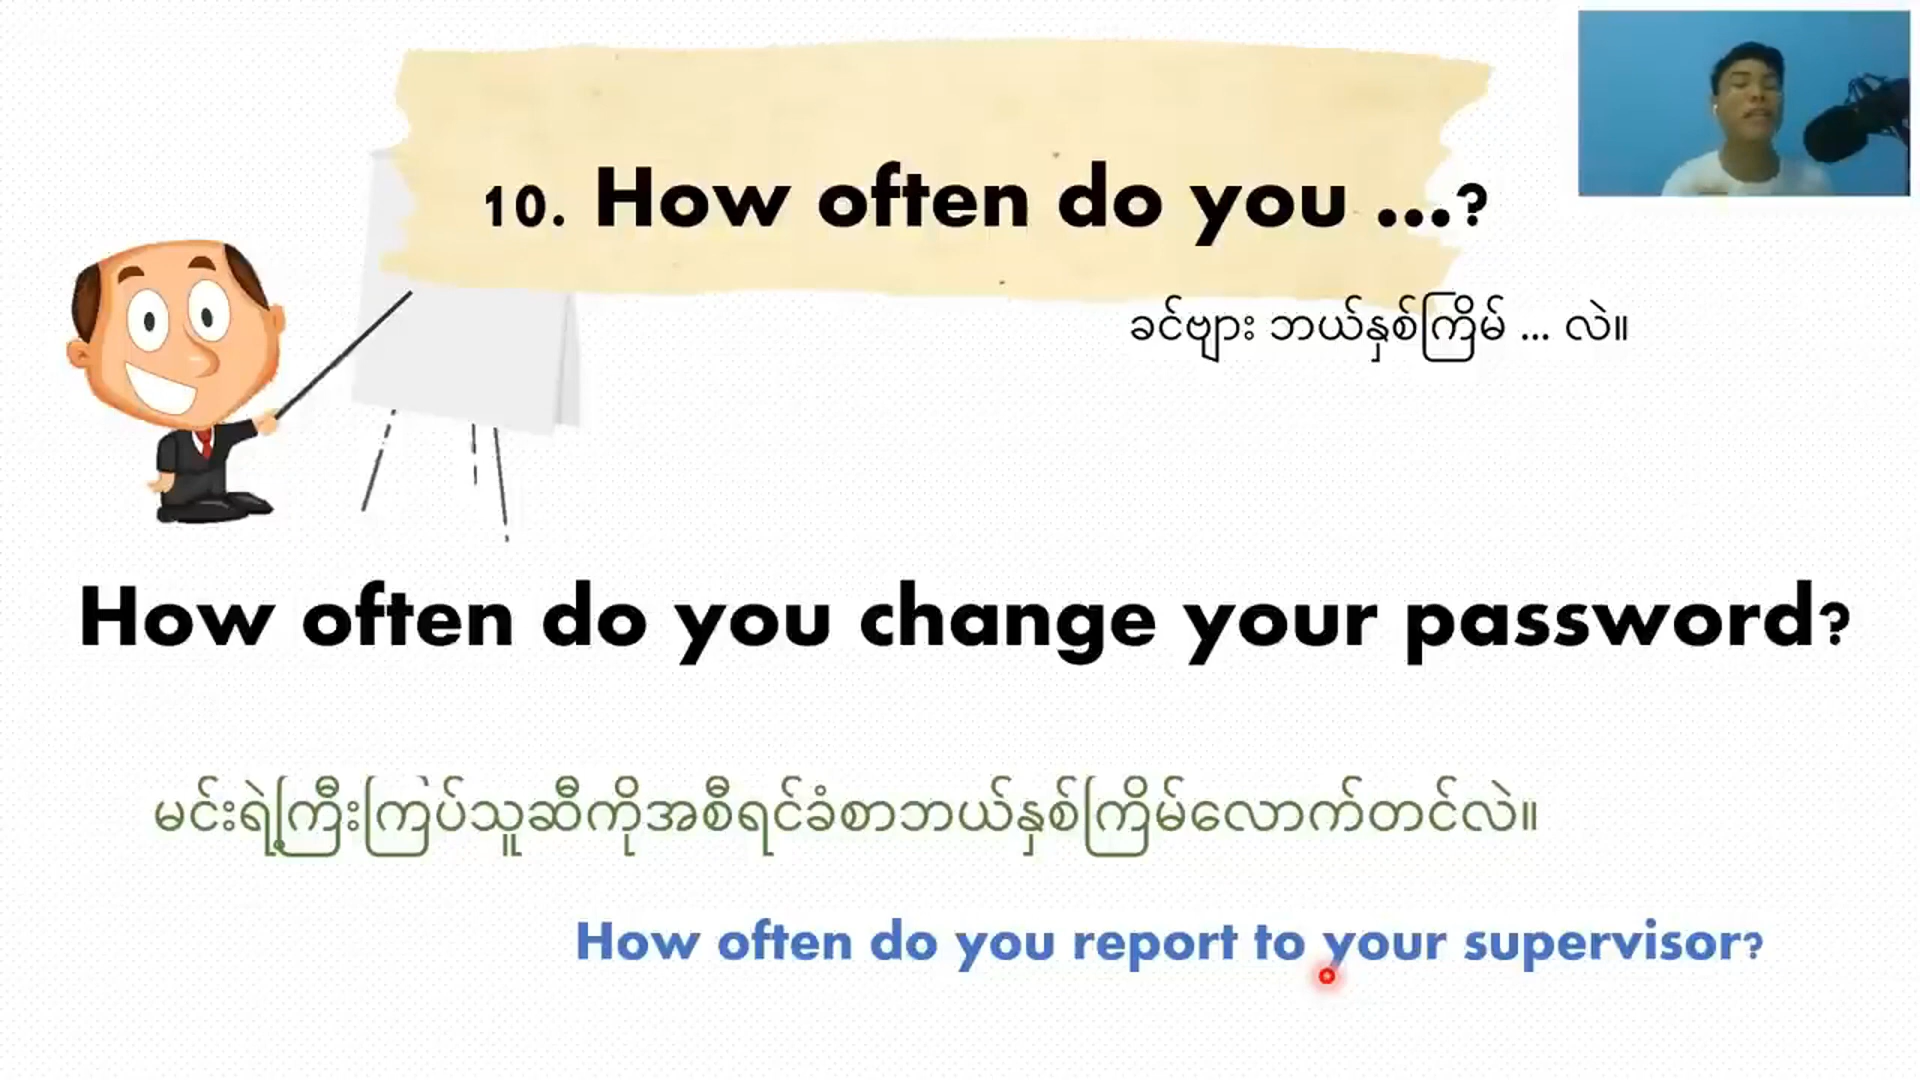 10. How often do you ...?
ခင်ဗျား ဘယ်နှစ်ကြိမ် ... လဲ။
How often do you change your password?
မင်းရဲ့ကြီးကြပ်သူဆီကိုအစီရင်ခံစာဘယ်နှစ်ကြိမ်လောက်တင်လဲ။
How often do you report to your supervisor?